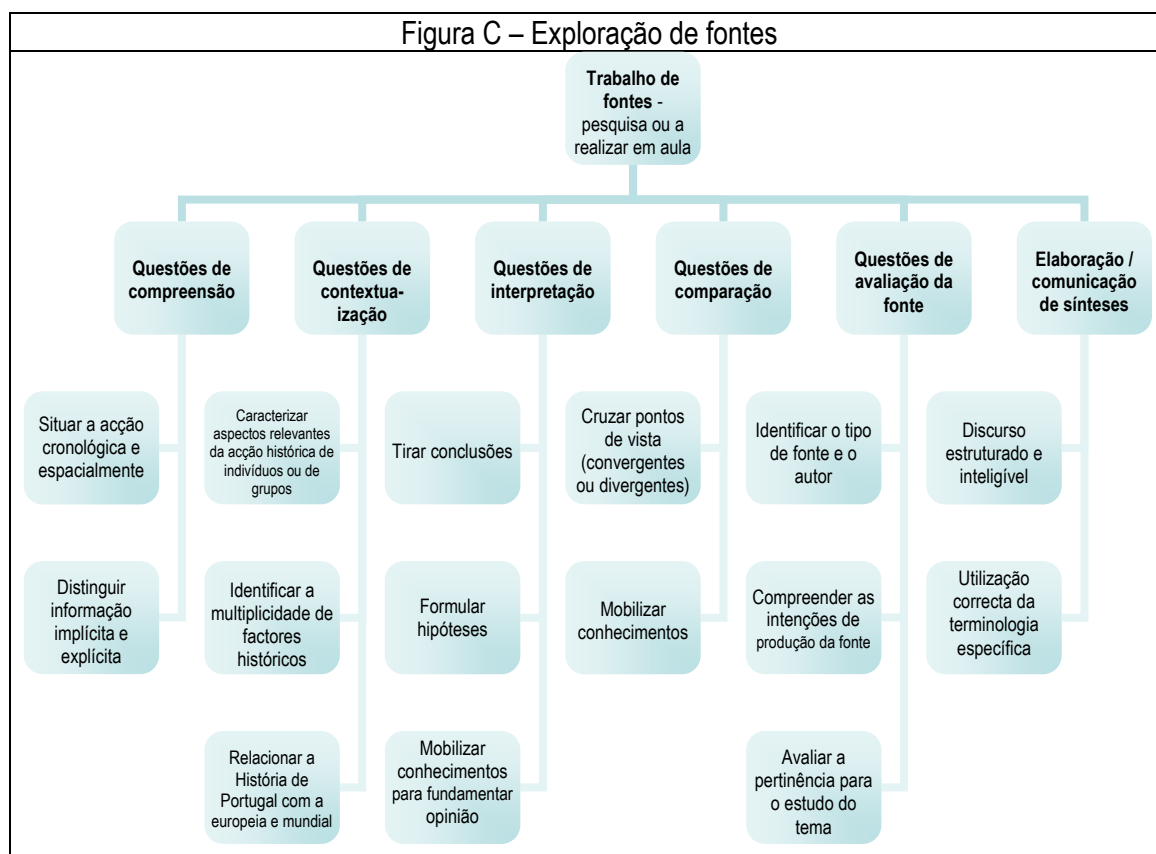 Figura C – Exploração de fontes
Trabalho de
fontes -
pesquisa ou a
realizar em aula
Questões de
compreensão
Questões de
contextua-
ização
Questões de
interpretação
Questões de
comparação
Questões de
avaliação da
fonte
Elaboração /
comunicação
de sínteses
Situar a acção
cronológica e
espacialmente
Caracterizar
aspectos relevantes
da acção histórica de
indivíduos ou de
grupos
Tirar conclusões
Cruzar pontos
de vista
(convergentes
ou divergentes)
Identificar o tipo
de fonte e o
autor
Discurso
estruturado e
inteligível
Distinguir
informação
implícita e
explícita
Identificar a
multiplicidade de
factores
históricos
Formular
hipóteses
Mobilizar
conhecimentos
Compreender as
intenções de
produção da fonte
Utilização
correcta da
terminologia
específica
Relacionar a
História de
Portugal com a
europeia e mundial
Mobilizar
conhecimentos
para fundamentar
opinião
Avaliar a
pertinência para
o estudo do
tema